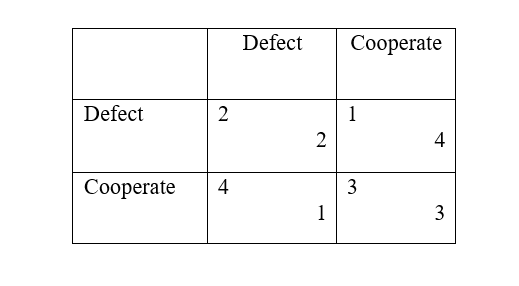 Defect Cooperate
Defect 2 1
2 4
Cooperate 4 3
1 3